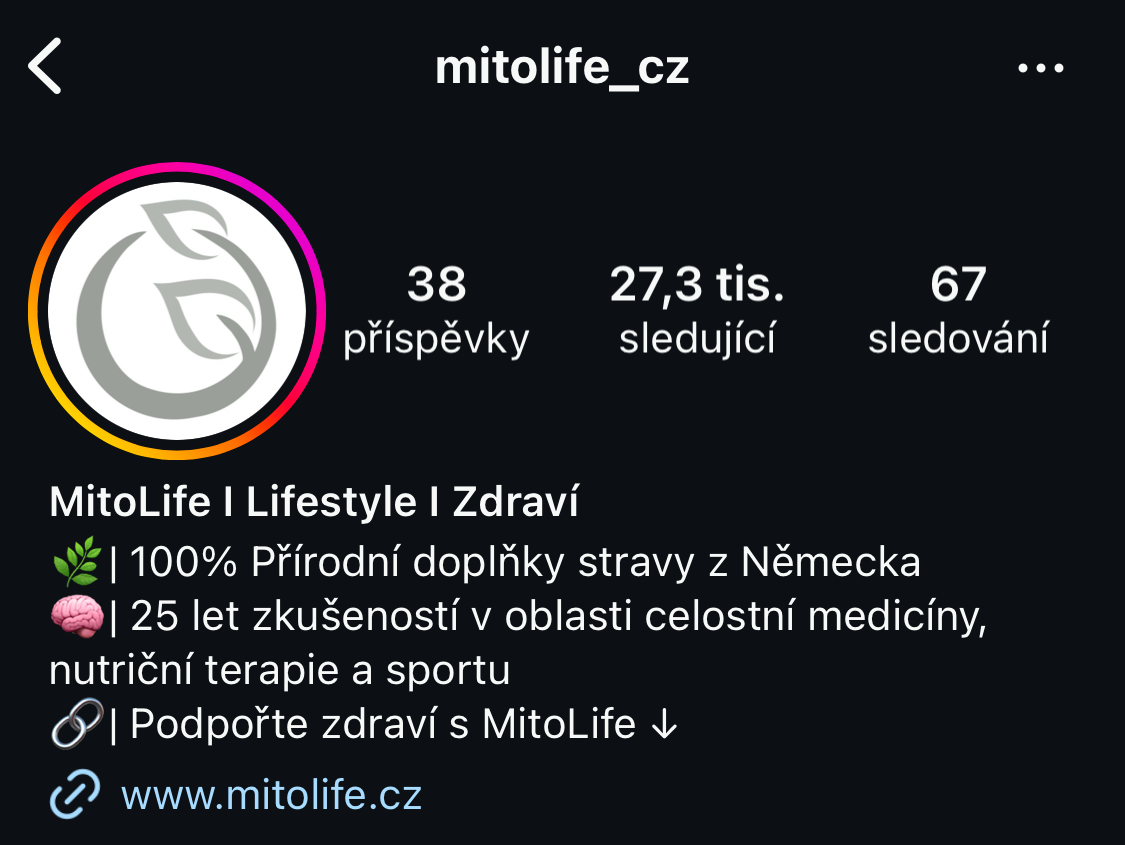 mitolife_cz
38 27,3 tis. 67
příspěvky sledující sledování
MitoLife I Lifestyle I Zdraví
🌿| 100% Přírodní doplňky stravy z Německa
🧠| 25 let zkušeností v oblasti celostní medicíny,
nutriční terapie a sportu
🔗| Podpořte zdraví s MitoLife ↓
www.mitolife.cz